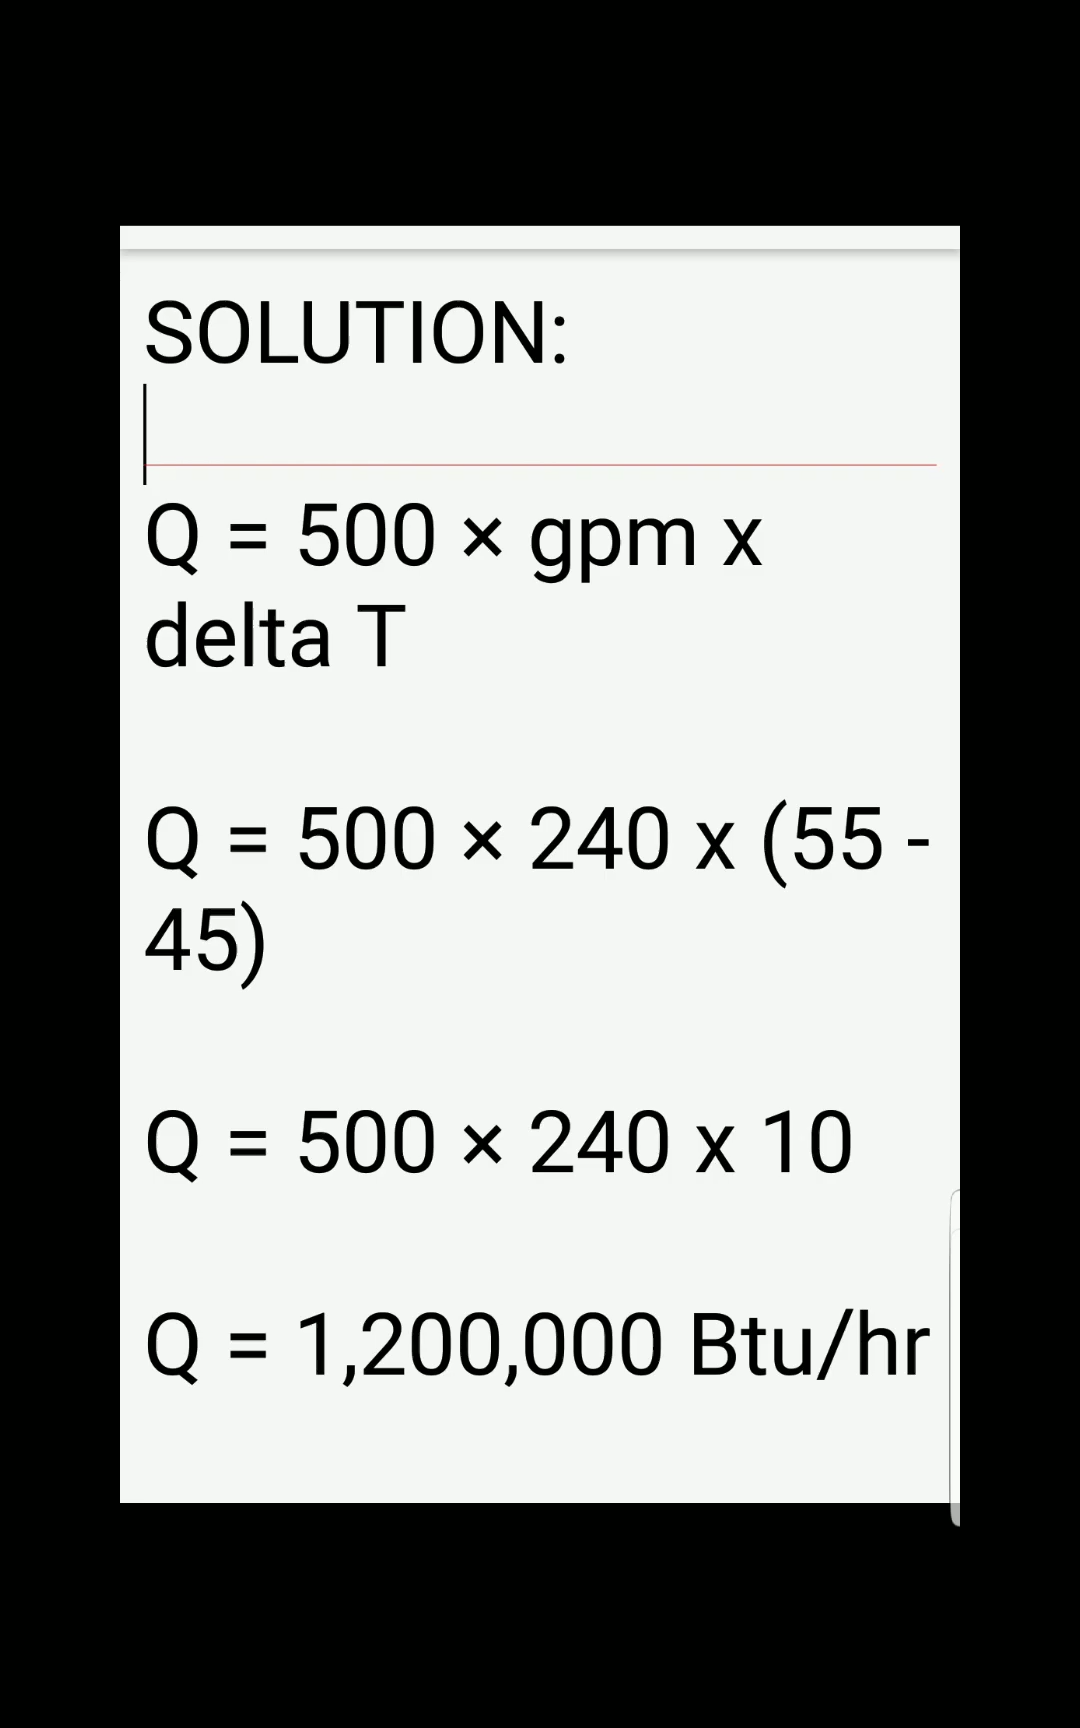 SOLUTION:
Q = 500 × gpm x
delta T
Q = 500 × 240 x (55 -
45)
Q = 500 × 240 x 10
Q = 1,200,000 Btu/hr